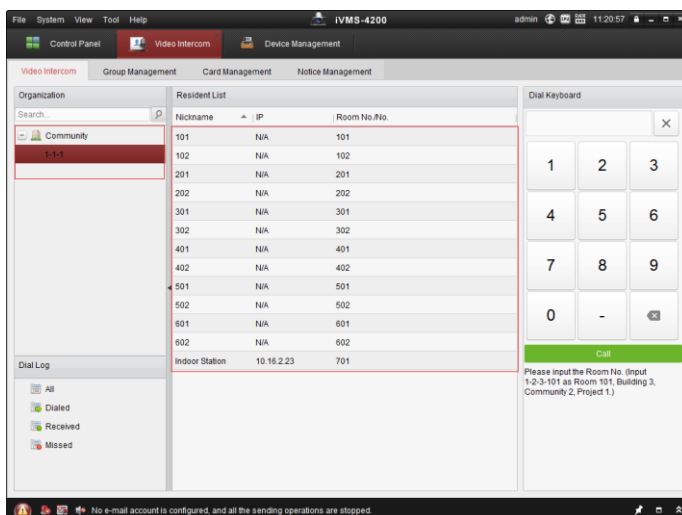 File System View Tool Help iVMS-4200 admin 11:20:57
Control Panel Video Intercom Device Management
Video Intercom Group Management Card Management Notice Management
Organization
Search...
Community
1-1-1
Resident List
Nickname IP Room No./No.
101 N/A 101
102 N/A 102
201 N/A 201
202 N/A 202
301 N/A 301
302 N/A 302
401 N/A 401
402 N/A 402
501 N/A 501
502 N/A 502
601 N/A 601
602 N/A 602
Indoor Station 10.16.2.23 701
Dial Keyboard
1 2 3
4 5 6
7 8 9
0 -
Call
Please input the Room No. (Input
1-2-3-101 as Room 101, Building 3,
Community 2, Project 1.)
Dial Log
All
Dialed
Received
Missed
No e-mail account is configured, and all the sending operations are stopped.